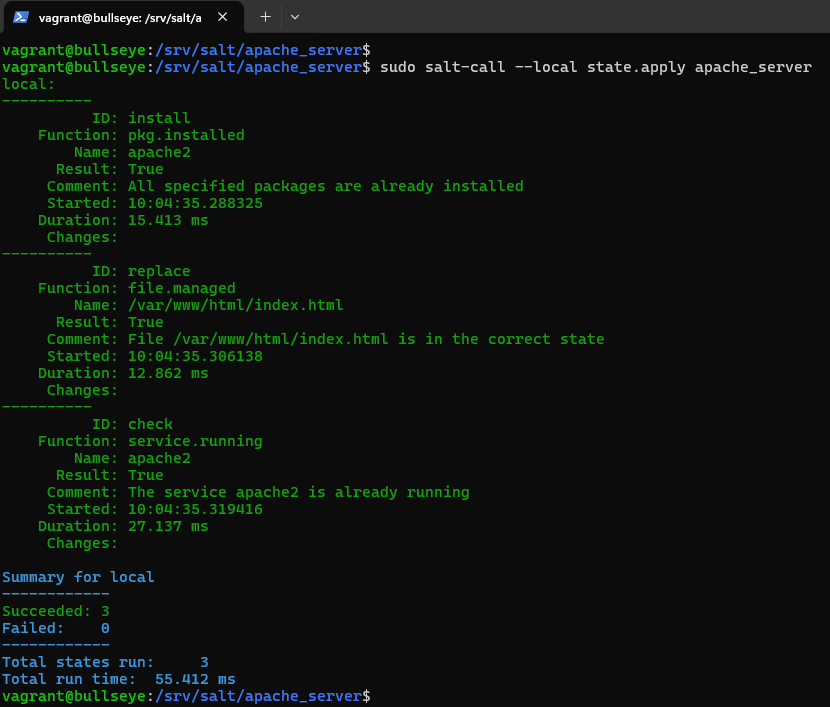 vagrant@bullseye: /srv/salt/a
vagrant@bullseye:/srv/salt/apache_server$
vagrant@bullseye:/srv/salt/apache_server$ sudo salt-call --local state.apply apache_server
local:
----------
          ID: install
    Function: pkg.installed
        Name: apache2
      Result: True
     Comment: All specified packages are already installed
     Started: 10:04:35.288325
    Duration: 15.413 ms
     Changes:
----------
          ID: replace
    Function: file.managed
        Name: /var/www/html/index.html
      Result: True
     Comment: File /var/www/html/index.html is in the correct state
     Started: 10:04:35.306138
    Duration: 12.862 ms
     Changes:
----------
          ID: check
    Function: service.running
        Name: apache2
      Result: True
     Comment: The service apache2 is already running
     Started: 10:04:35.319416
    Duration: 27.137 ms
     Changes:

Summary for local
------------
Succeeded: 3
Failed:    0
------------
Total states run:     3
Total run time:  55.412 ms
vagrant@bullseye:/srv/salt/apache_server$